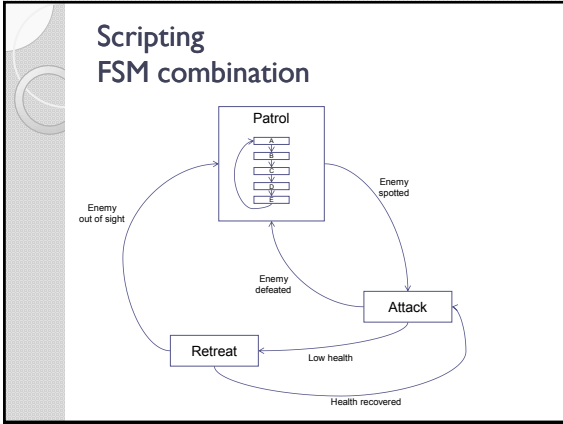 Scripting
FSM combination
Patrol
A
B
C
D
E
Enemy
spotted
Enemy
out of sight
Enemy
defeated
Attack
Retreat
Low health
Health recovered